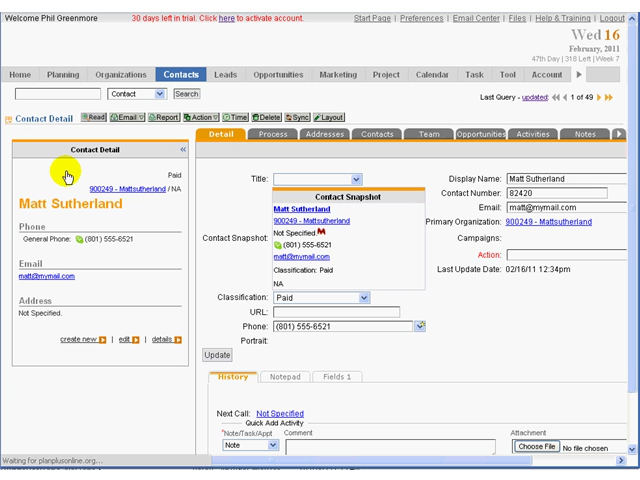 Welcome Phil Greenmore
30 days left in trial. Click here to activate account.
Start Page | Preferences | Email Center | Files | Help & Training | Logout
Wed 16
February, 2011
47th Day | 318 Left | Week 7
Home Planning Organizations Contacts Leads Opportunities Marketing Project Calendar Task Tool Account
Contact Search
Last Query - updated: 1 of 49
Contact Detail Read Email Report Action Time Delete Sync Layout
Detail Process Addresses Contacts Team Opportunities Activities Notes
Contact Detail «
Paid
900249 - Mattsutherland / NA
Matt Sutherland
Phone
General Phone: (801) 555-6521
Email
matt@mymail.com
Address
Not Specified.
create new | edit | details
Title:
Contact Snapshot:
Contact Snapshot
Matt Sutherland
900249 - Mattsutherland
Not Specified.
(801) 555-6521
matt@mymail.com
Classification: Paid
NA
Classification: Paid
URL:
Phone: (801) 555-6521
Portrait:
Update
Display Name: Matt Sutherland
Contact Number: 82420
Email: matt@mymail.com
Primary Organization: 900249 - Mattsutherland
Campaigns:
Action:
Last Update Date: 02/16/11 12:34pm
History Notepad Fields 1
Next Call: Not Specified
Quick Add Activity
*Note/Task/Appt Comment Attachment
Note Choose File No file chosen
Waiting for planplusonline.org...